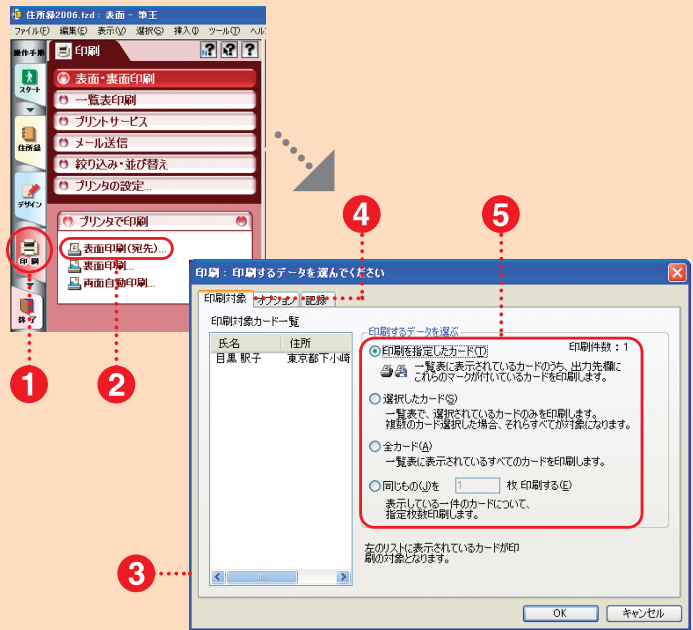 住所録2006.fzd : 表面 - 筆王
ファイル(F) 編集(E) 表示(V) 選択(S) 挿入(I) ツール(T) ヘル
操作手順
印刷
スタート
住所録
デザイン
印 刷
終 了
表面・裏面印刷
一覧表印刷
プリントサービス
メール送信
絞り込み・並び替え
プリンタの設定...
プリンタで印刷
表面印刷(宛先)...
裏面印刷...
両面自動印刷...
1
2
3
4
5
印刷 : 印刷するデータを選んでください
印刷対象 オプション 記録
印刷対象カード一覧
氏名 住所
目黒 駅子 東京都下小崎
印刷するデータを選ぶ
印刷件数 : 1
印刷を指定したカード(T)
一覧表に表示されているカードのうち、出力先欄に
これらのマークが付いているカードを印刷します。
選択したカード(S)
一覧表で、選択されているカードのみを印刷します。
複数のカード選択した場合、それらすべてが対象になります。
全カード(A)
一覧表に表示されているすべてのカードを印刷します。
同じもの(J)を 1 枚 印刷する(E)
表示している一件のカードについて、
指定枚数印刷します。
左のリストに表示されているカードが印
刷の対象となります。
OK キャンセル